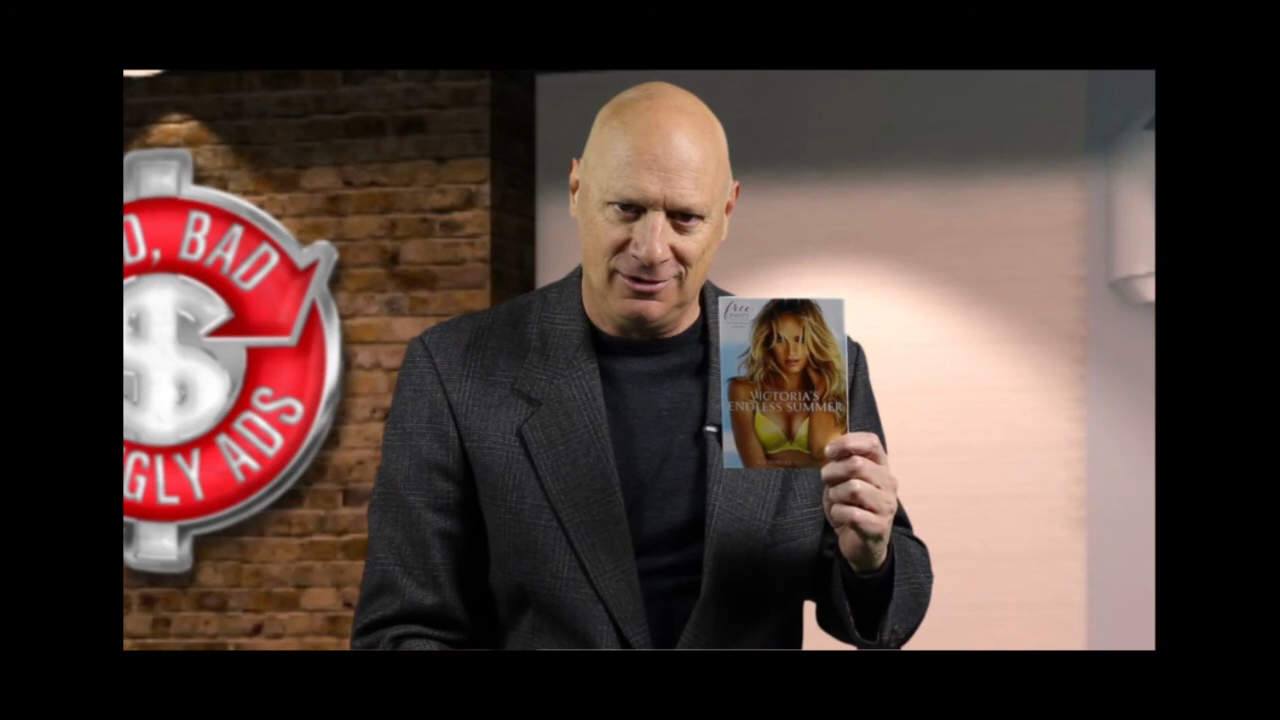 D, BAD
GLY ADS
free
VICTORIA'S
ENDLESS SUMMER